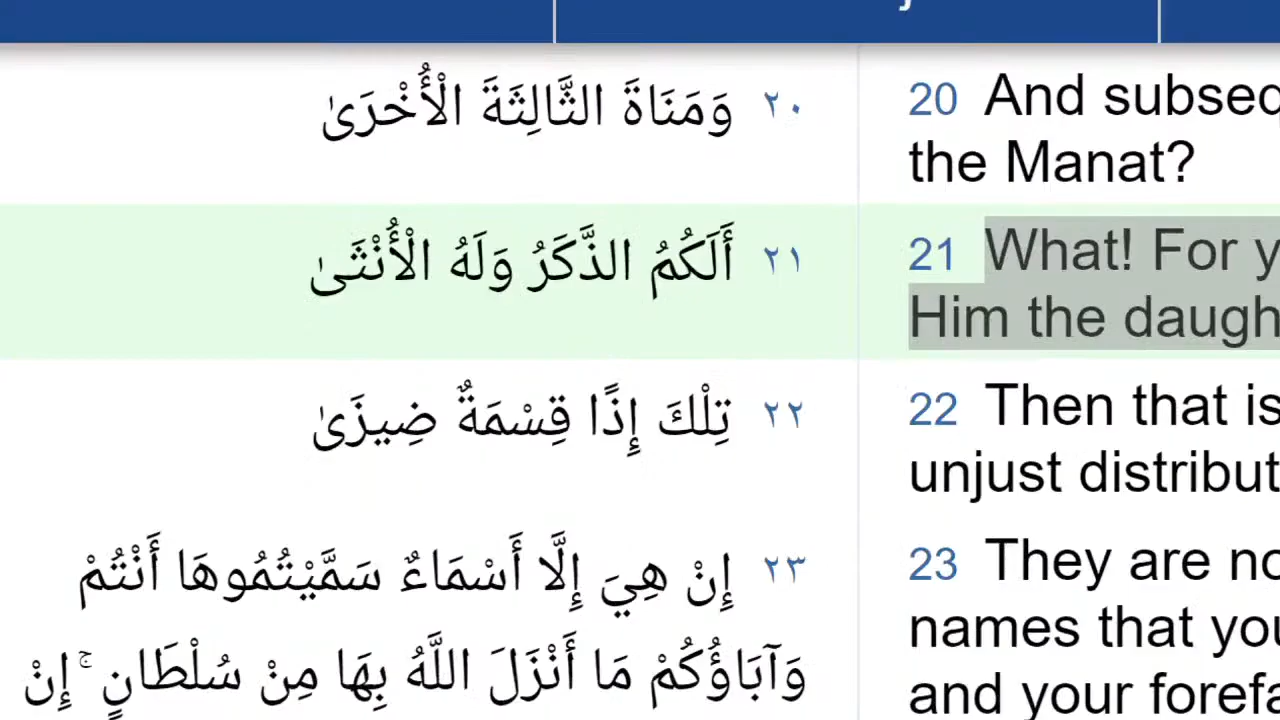 ٢٠ وَمَنَاةَ الثَّالِثَةَ الْأُخْرَىٰ
٢١ أَلَكُمُ الذَّكَرُ وَلَهُ الْأُنْثَىٰ
٢٢ تِلْكَ إِذًا قِسْمَةٌ ضِيزَىٰ
٢٣ إِنْ هِيَ إِلَّا أَسْمَاءٌ سَمَّيْتُمُوهَا أَنْتُمْ
وَآبَاؤُكُمْ مَا أَنْزَلَ اللَّهُ بِهَا مِنْ سُلْطَانٍ ۚ إِنْ
20 And subseq
the Manat?
21 What! For y
Him the daugh
22 Then that is
unjust distribut
23 They are no
names that you
and your forefa